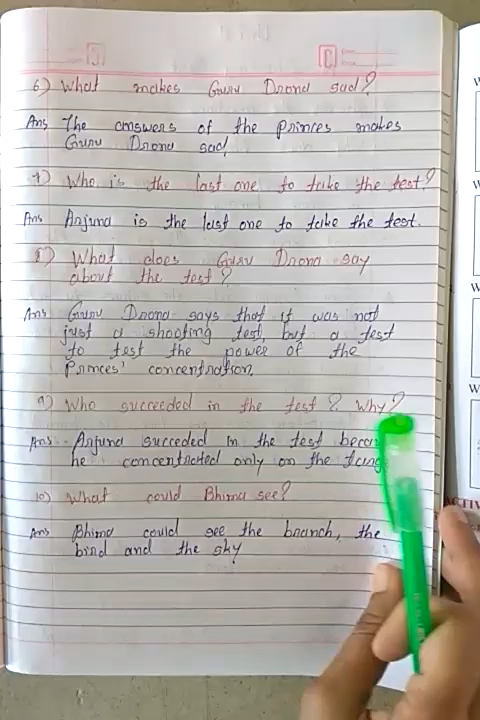 6) What makes Guru Drona sad?
Ans The answers of the Princes makes
Guru Drona sad.
7) Who is the last one to take the test?
Ans Arjuna is the last one to take the test.
8) What does Guru Drona say
about the test?
Ans Guru Drona says that it was not
just a shooting test, but a test
to test the power of the
Princes' concentration.
9) Who succeeded in the test? Why?
Ans Arjuna succeded in the test
he concentrated only on the
10) What could Bhima see?
Ans Bhima could see the branch, the
bird and the sky